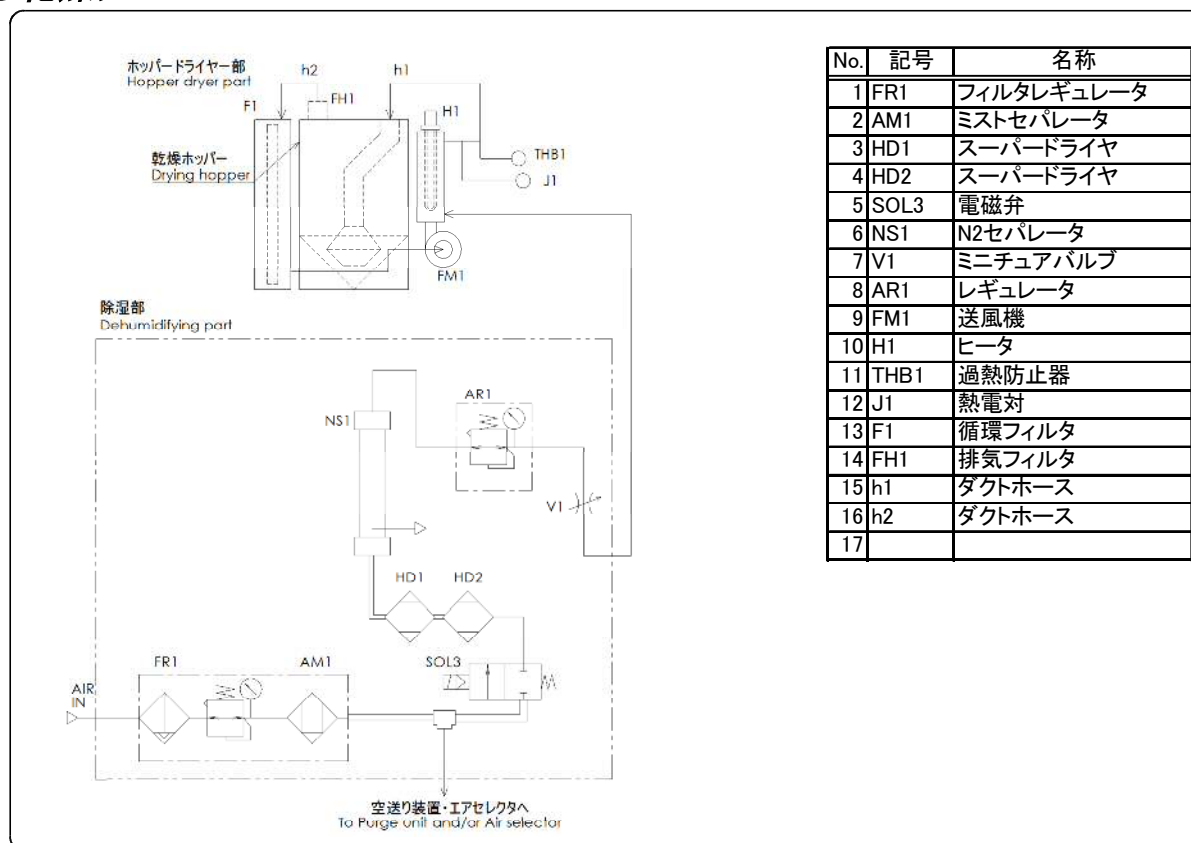 ホッパードライヤー部
Hopper dryer part
h2
h1
F1
FH1
H1
乾燥ホッパー
Drying hopper
THB1
J1
FM1
除湿部
Dehumidifying part
NS1
AR1
V1
HD1
HD2
FR1
AM1
SOL3
AIR
IN
空送り装置・エアセレクタへ
To Purge unit and/or Air selector
No. 記号 名称
1 FR1 フィルタレギュレータ
2 AM1 ミストセパレータ
3 HD1 スーパードライヤ
4 HD2 スーパードライヤ
5 SOL3 電磁弁
6 NS1 N2セパレータ
7 V1 ミニチュアバルブ
8 AR1 レギュレータ
9 FM1 送風機
10 H1 ヒータ
11 THB1 過熱防止器
12 J1 熱電対
13 F1 循環フィルタ
14 FH1 排気フィルタ
15 h1 ダクトホース
16 h2 ダクトホース
17